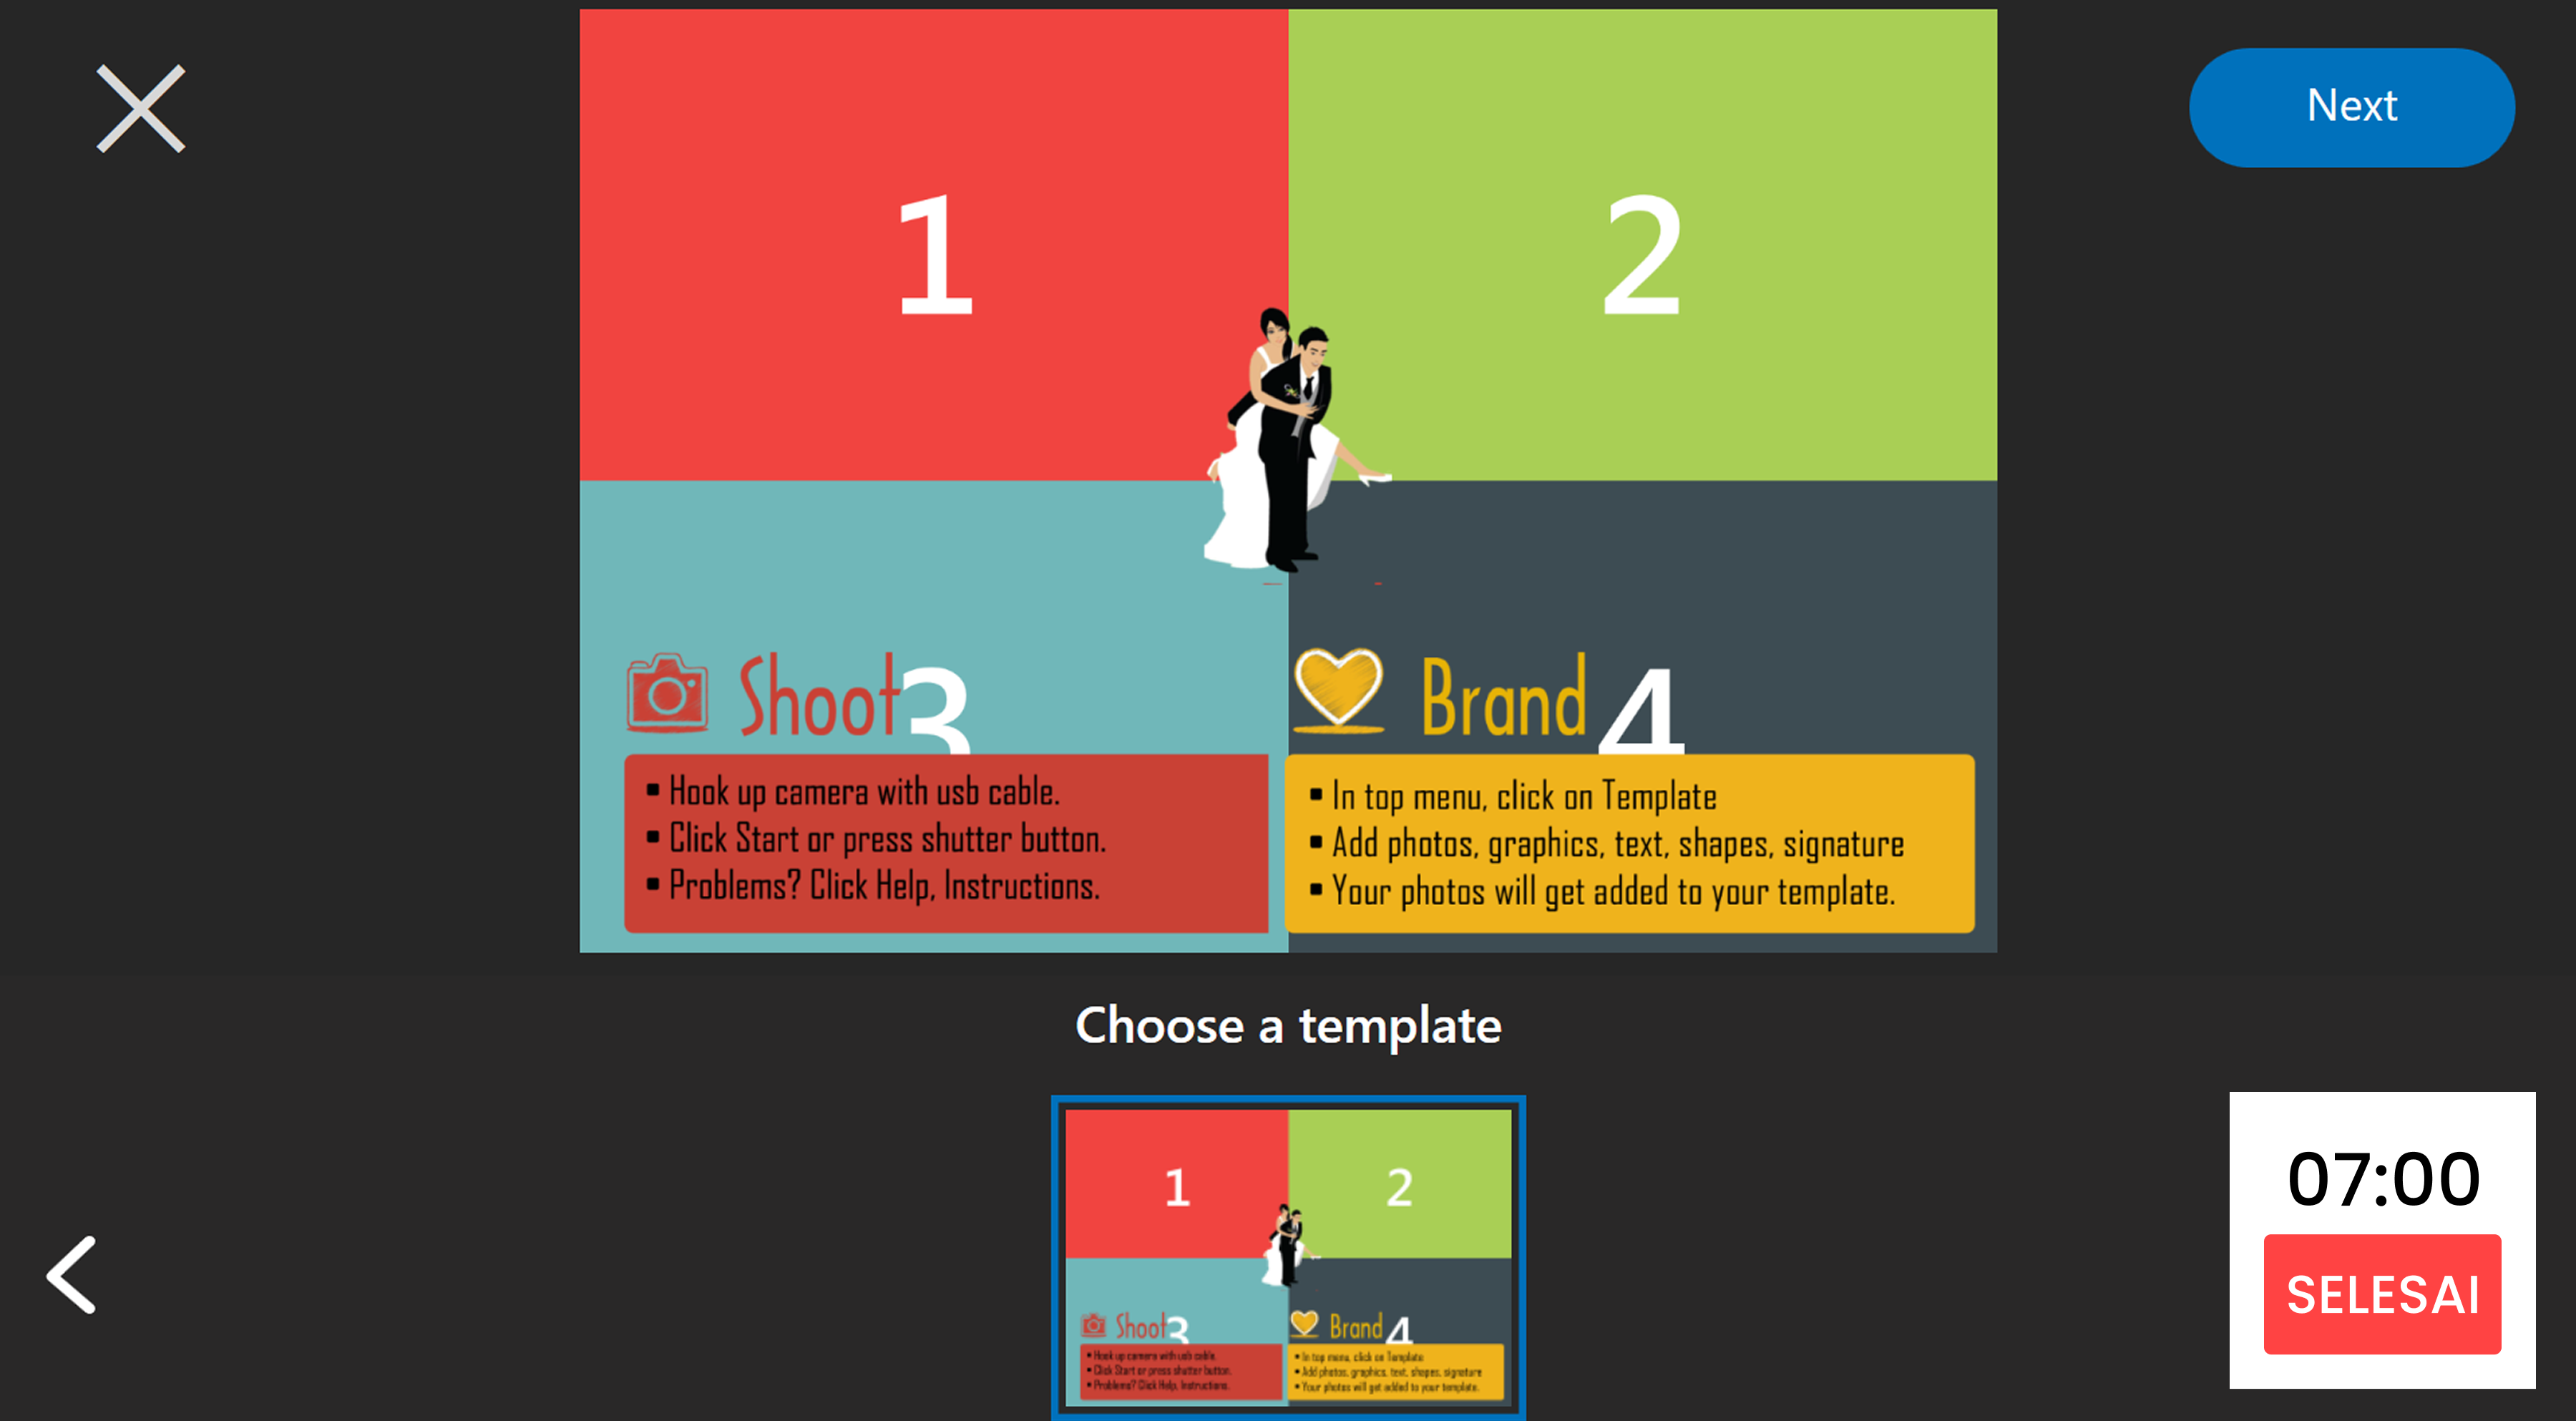 Next
1
2
Shoot
3
Brand
4
▪ Hook up camera with usb cable.
▪ Click Start or press shutter button.
▪ Problems? Click Help, Instructions.
▪ In top menu, click on Template
▪ Add photos, graphics, text, shapes, signature
▪ Your photos will get added to your template.
Choose a template
1
2
Shoot
3
Brand
4
▪ Hook up camera with usb cable.
▪ Click Start or press shutter button.
▪ Problems? Click Help, Instructions.
▪ In top menu, click on Template
▪ Add photos, graphics, text, shapes, signature
▪ Your photos will get added to your template.
07:00
SELESAI